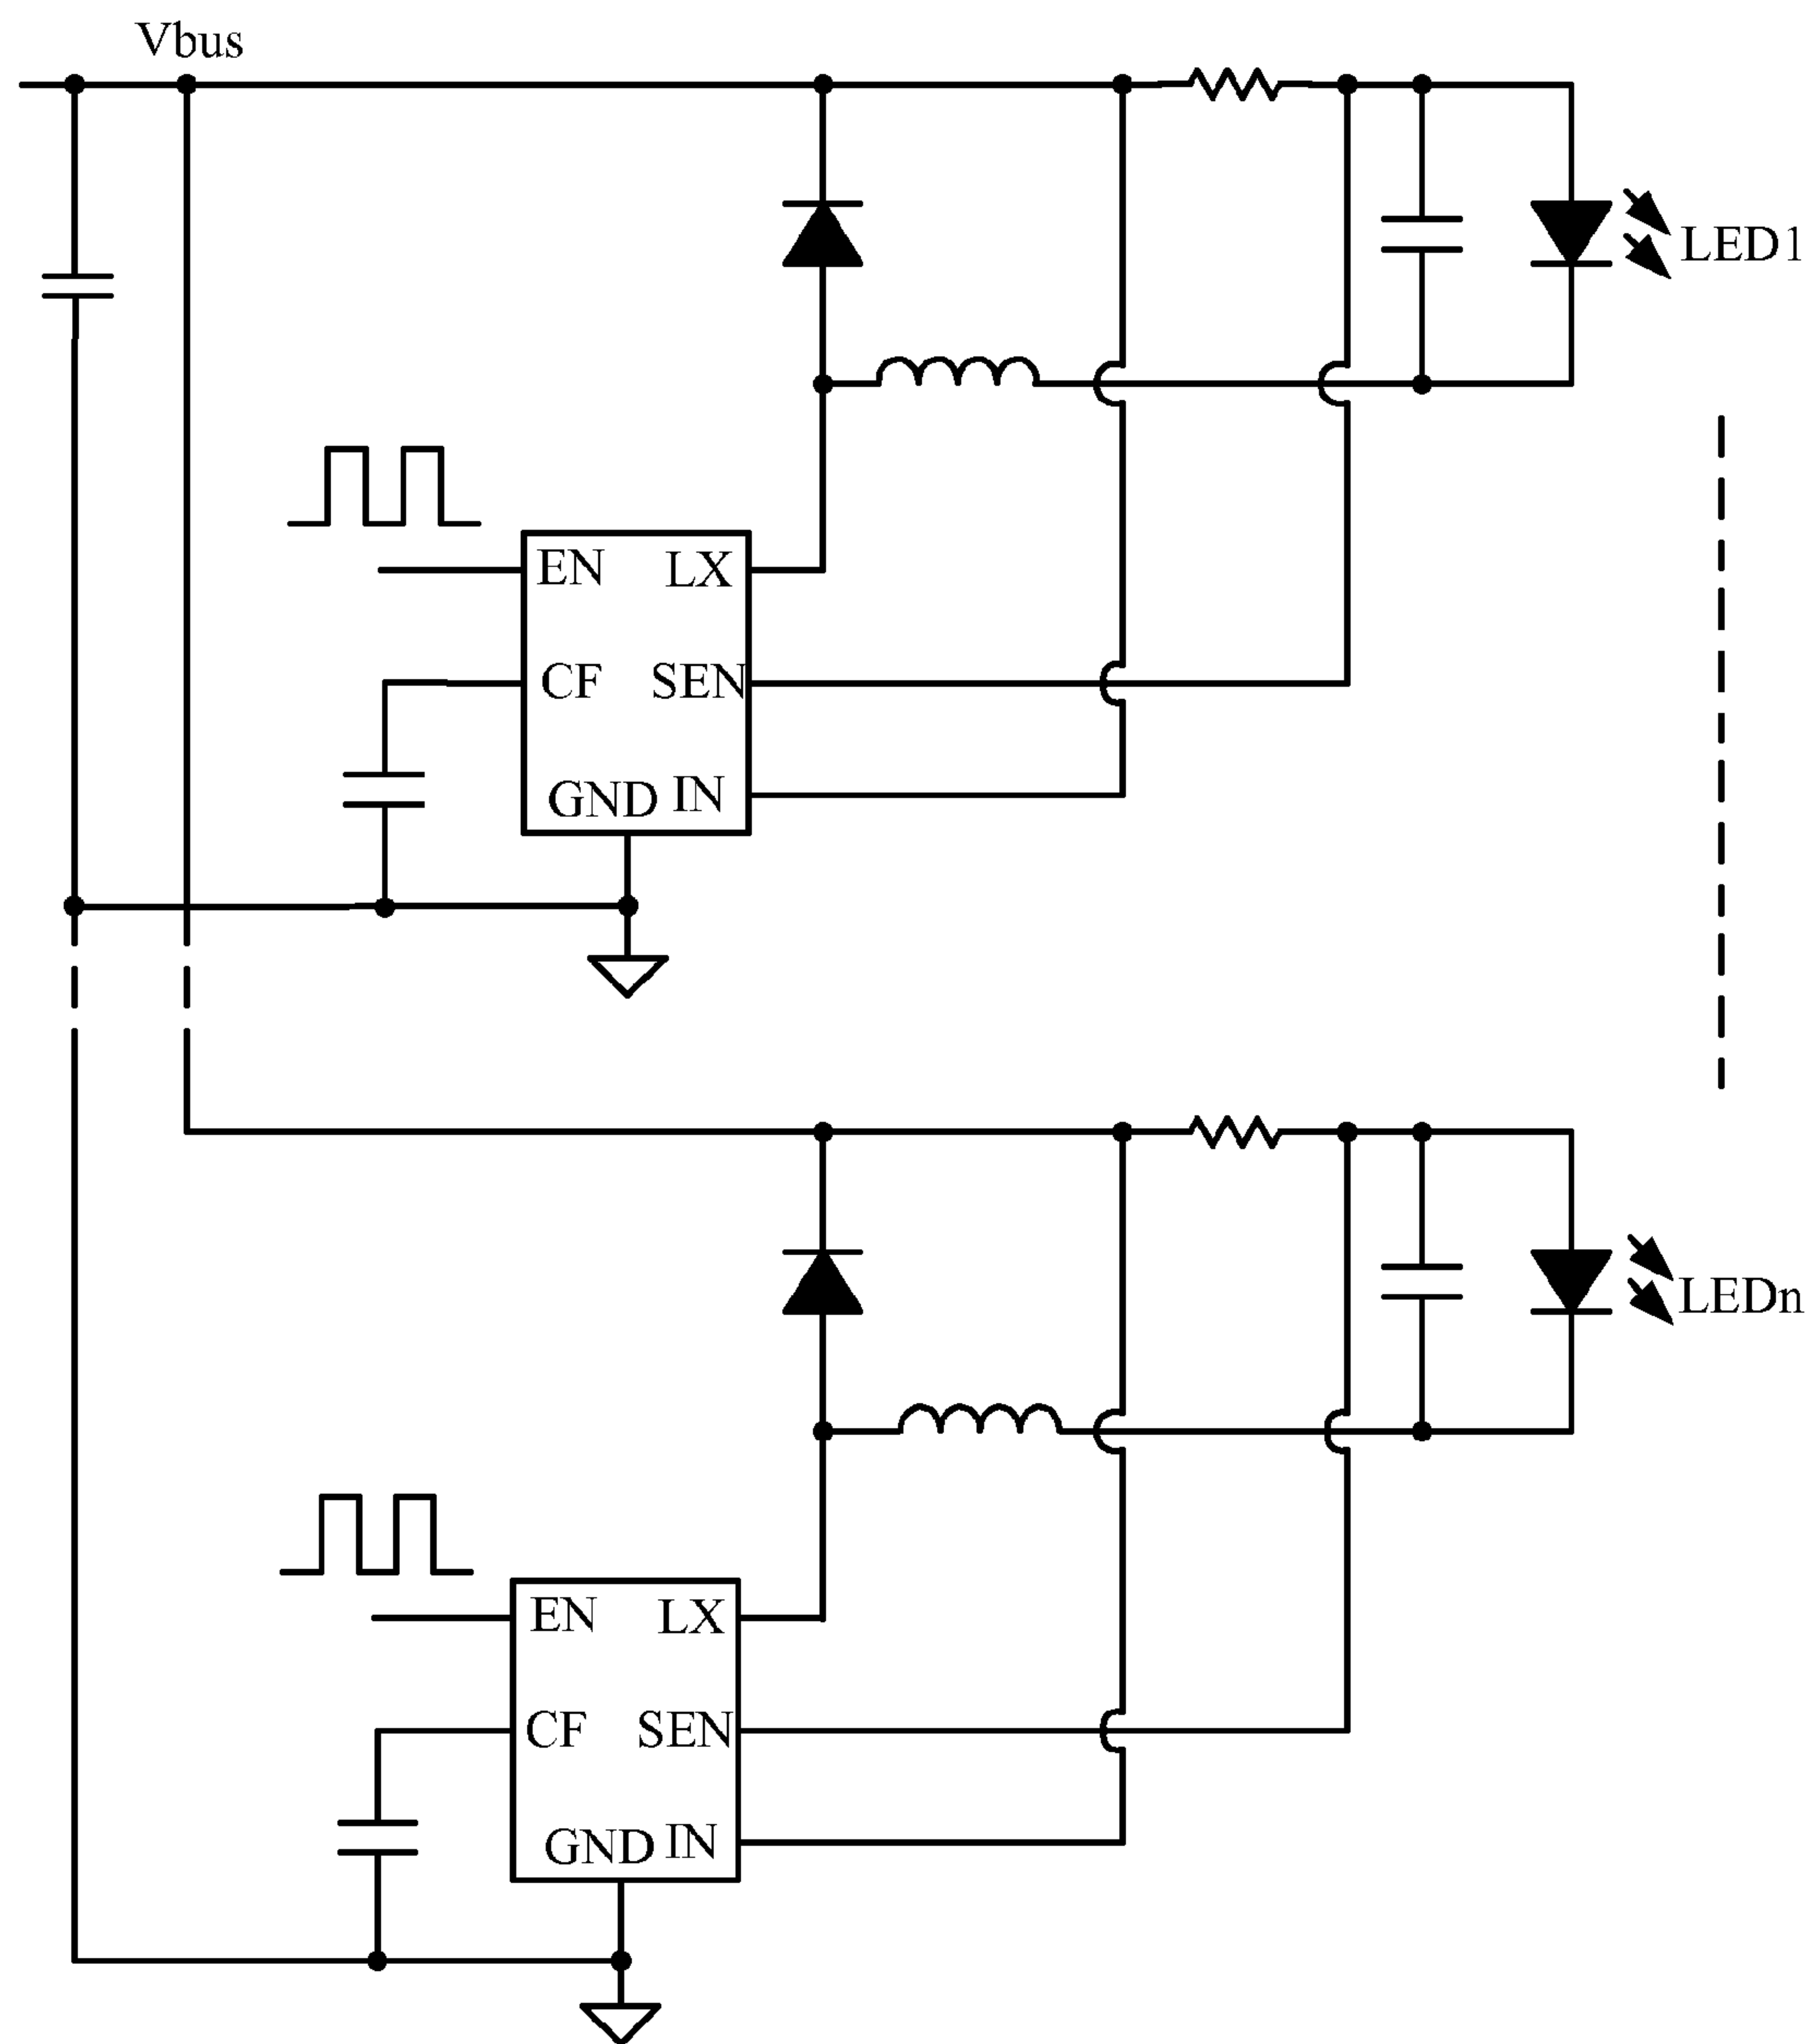 Vbus
LED1
EN LX
CF SEN
GND IN
LEDn
EN LX
CF SEN
GND IN